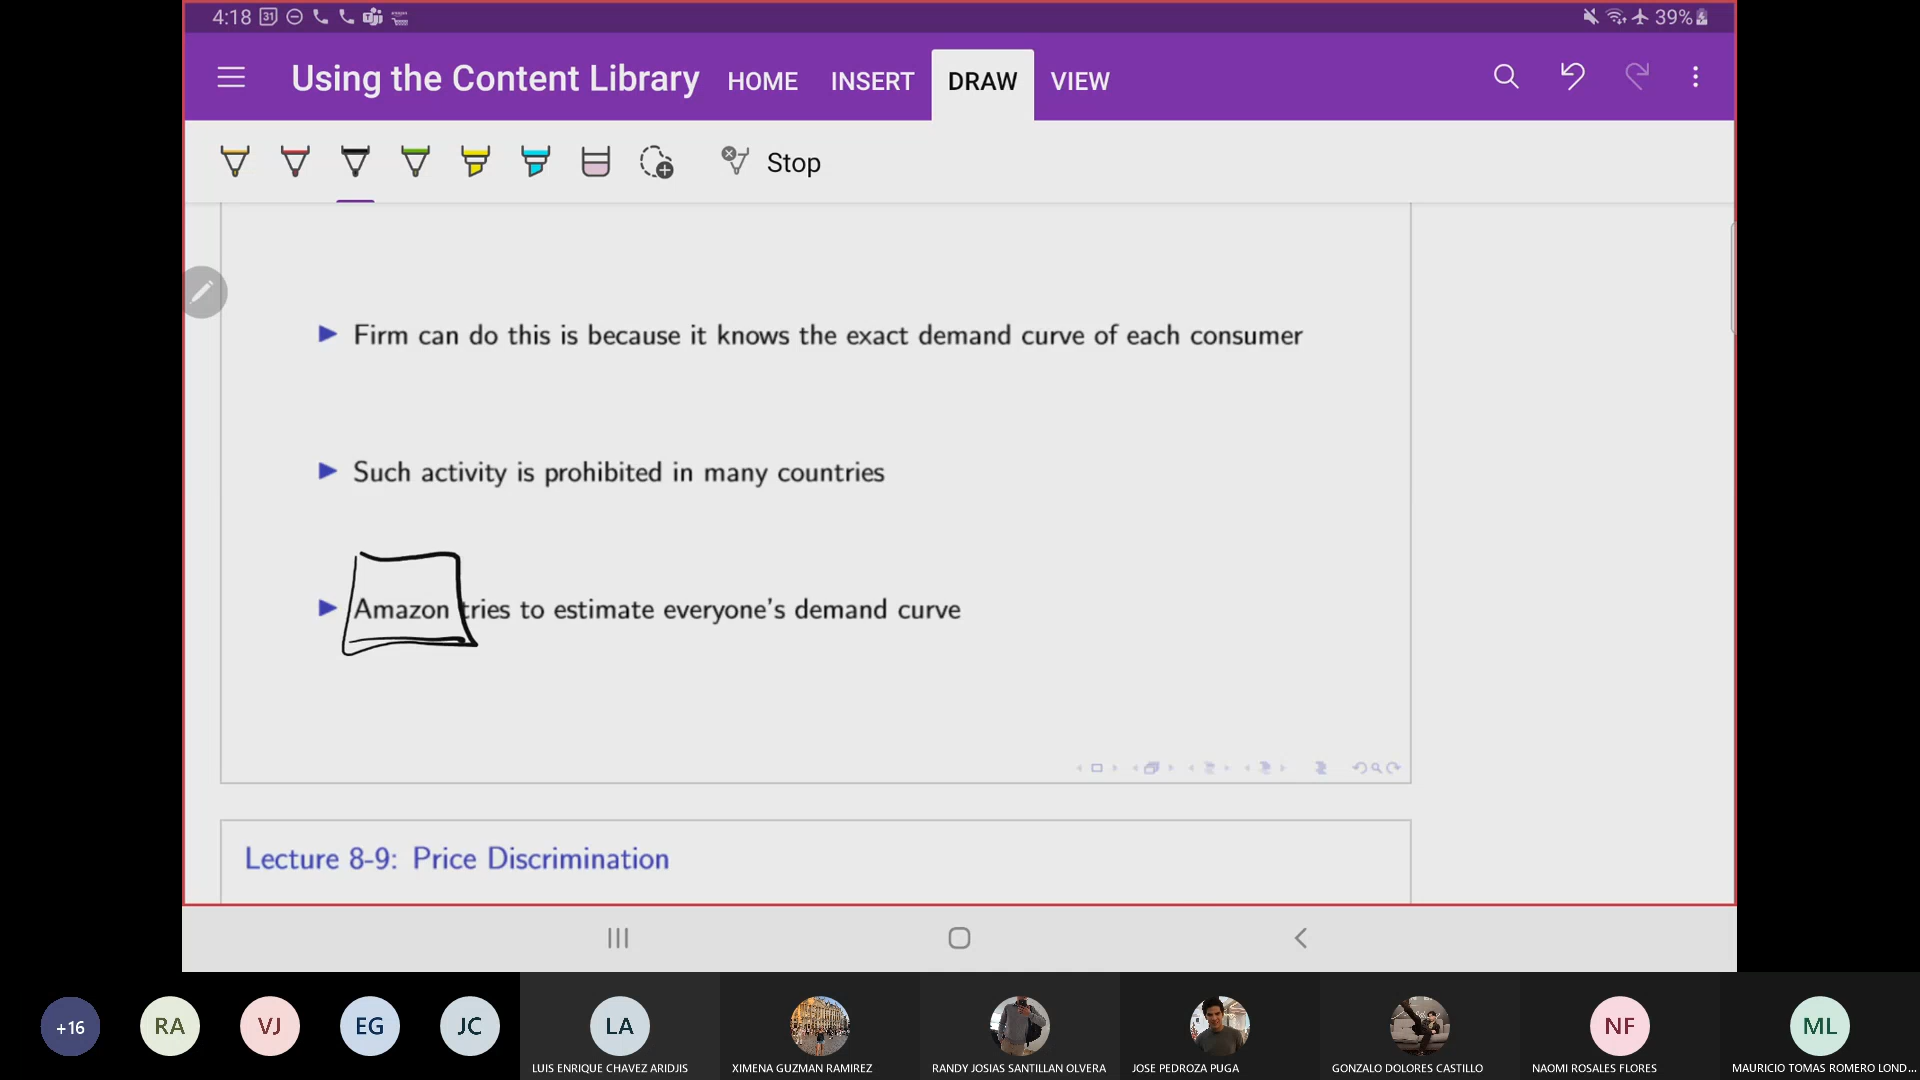 4:18 31 39%
Using the Content Library HOME INSERT DRAW VIEW
Stop
Firm can do this is because it knows the exact demand curve of each consumer
Such activity is prohibited in many countries
Amazon tries to estimate everyone's demand curve
Lecture 8-9: Price Discrimination
+16 RA VJ EG JC LA NF ML
LUIS ENRIQUE CHAVEZ ARIDJIS XIMENA GUZMAN RAMIREZ RANDY JOSIAS SANTILLAN OLVERA JOSE PEDROZA PUGA GONZALO DOLORES CASTILLO NAOMI ROSALES FLORES MAURICIO TOMAS ROMERO LOND...